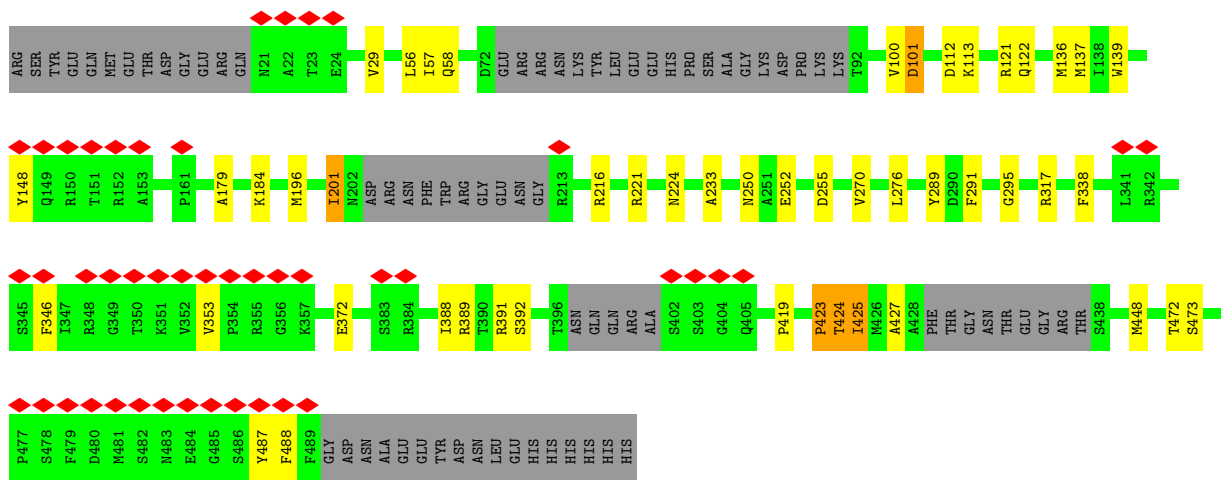 ARG SER TYR GLU GLN MET GLU THR ASP GLY GLU ARG GLN N21 A22 T23 E24 V29 L56 I57 Q58 D72 GLU ARG ARG ASN LYS TYR LEU GLU GLU HIS PRO SER ALA GLY LYS ASP PRO LYS LYS T92 V100 D101 D112 K113 R121 Q122 M136 M137 I138 W139
Y148 Q149 R150 T151 R152 A153 P161 A179 K184 M196 I201 N202 ASP ARG ASN PHE TRP ARG GLY GLU ASN GLY R213 R216 R221 N224 A233 N250 A251 E252 D255 V270 L276 Y289 D290 F291 G295 R317 F338 L341 R342
S345 F346 I347 R348 G349 T350 K351 V352 V353 P354 R355 G356 K357 E372 S383 R384 I388 R389 T390 R391 S392 T396 ASN GLN GLN ARG ALA S402 S403 G404 Q405 P419 P423 T424 I425 M426 A427 A428 PHE THR GLY ASN THR GLU GLY ARG THR S438 M448 T472 S473
P477 S478 F479 D480 M481 S482 N483 E484 G485 S486 Y487 F488 F489 GLY ASP ASN ALA GLU GLU TYR ASP ASN LEU GLU HIS HIS HIS HIS HIS HIS